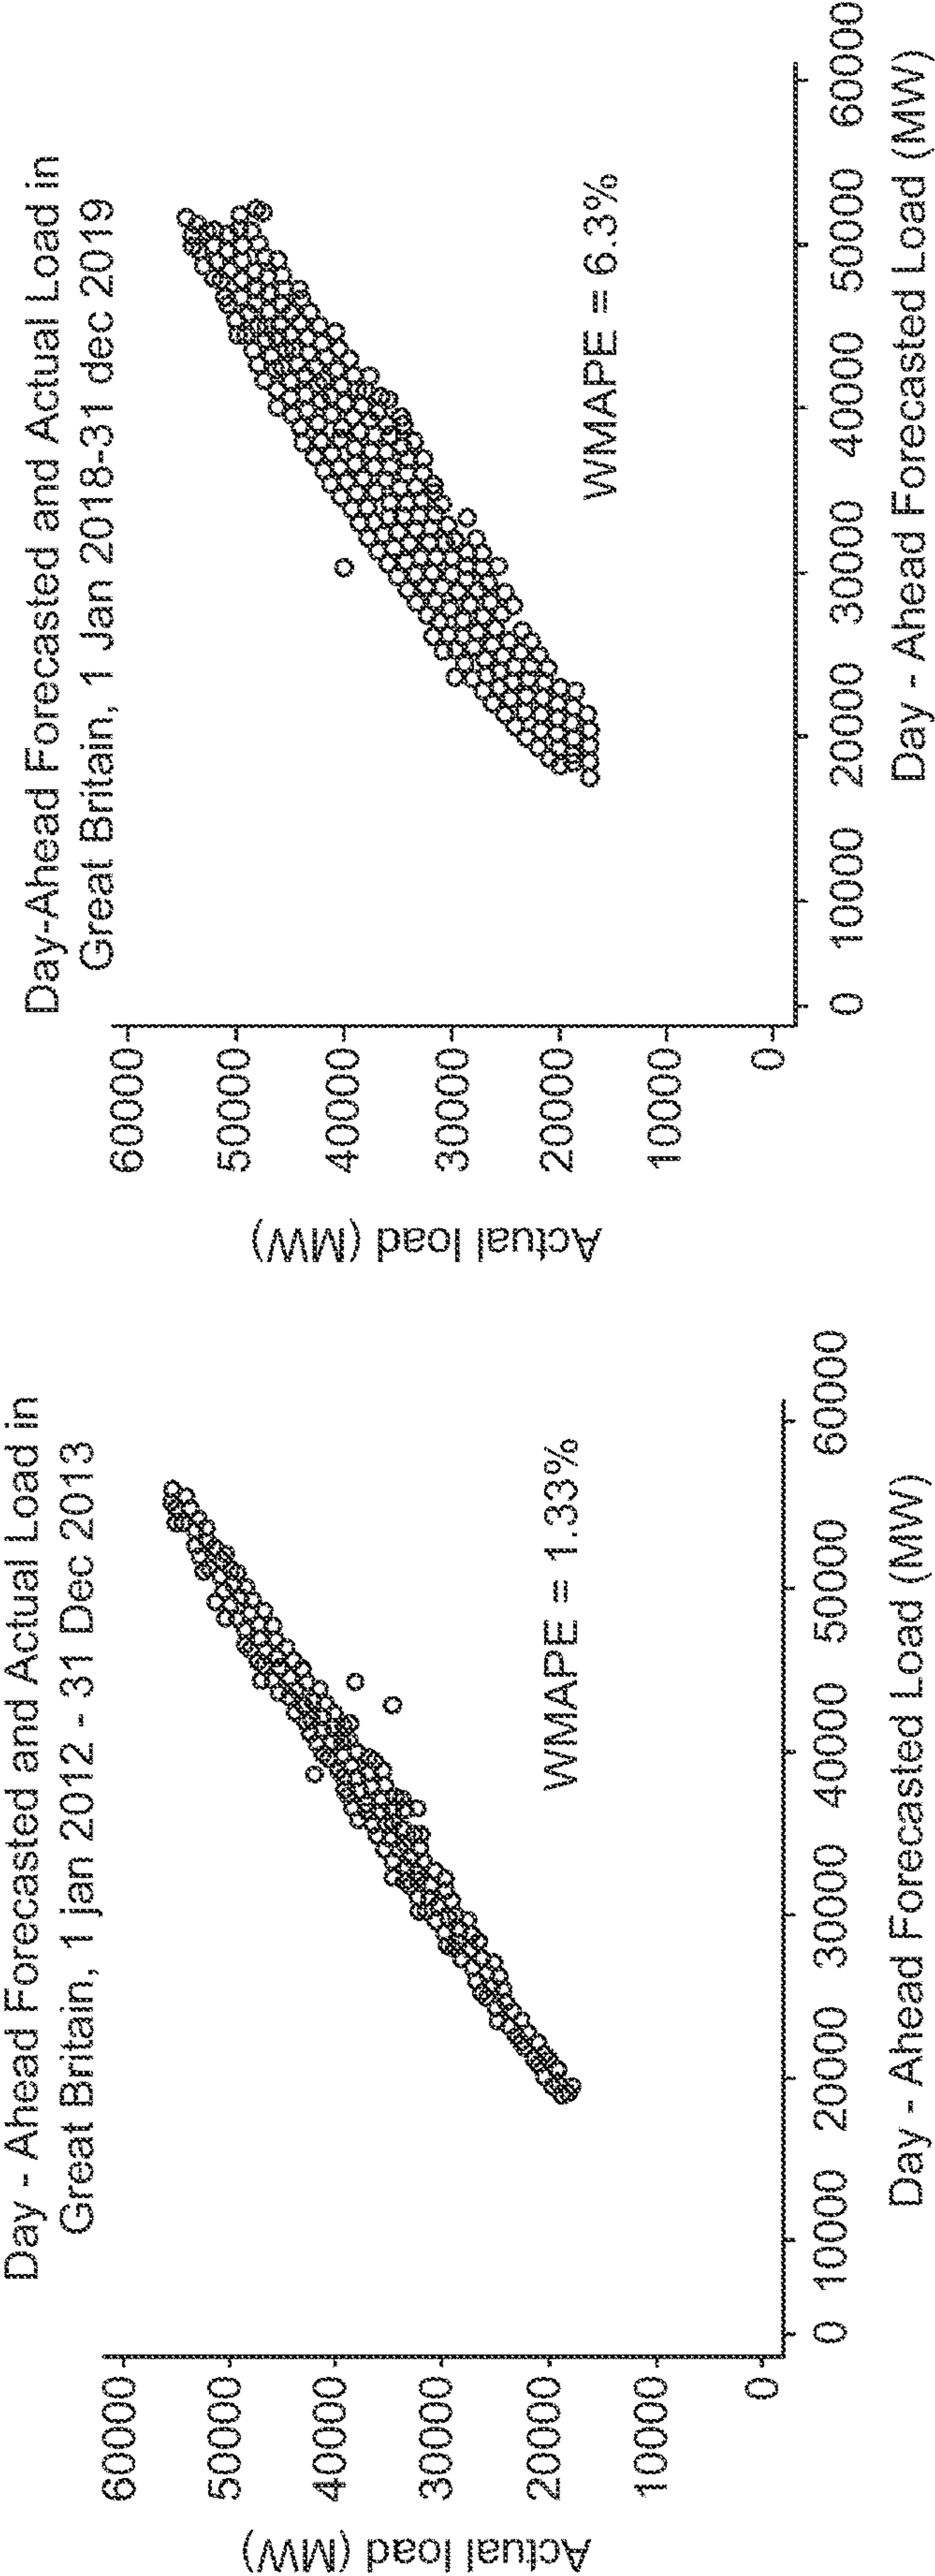 Day - Ahead Forecasted and Actual Load in
Great Britain, 1 jan 2012 - 31 Dec 2013
Actual load (MW)
60000
50000
40000
30000
20000
10000
0
WMAPE = 1.33%
0 10000 20000 30000 40000 50000 60000
Day - Ahead Forecasted Load (MW)
Day-Ahead Forecasted and Actual Load in
Great Britain, 1 Jan 2018-31 dec 2019
Actual load (MW)
60000
50000
40000
30000
20000
10000
0
WMAPE = 6.3%
0 10000 20000 30000 40000 50000 60000
Day - Ahead Forecasted Load (MW)